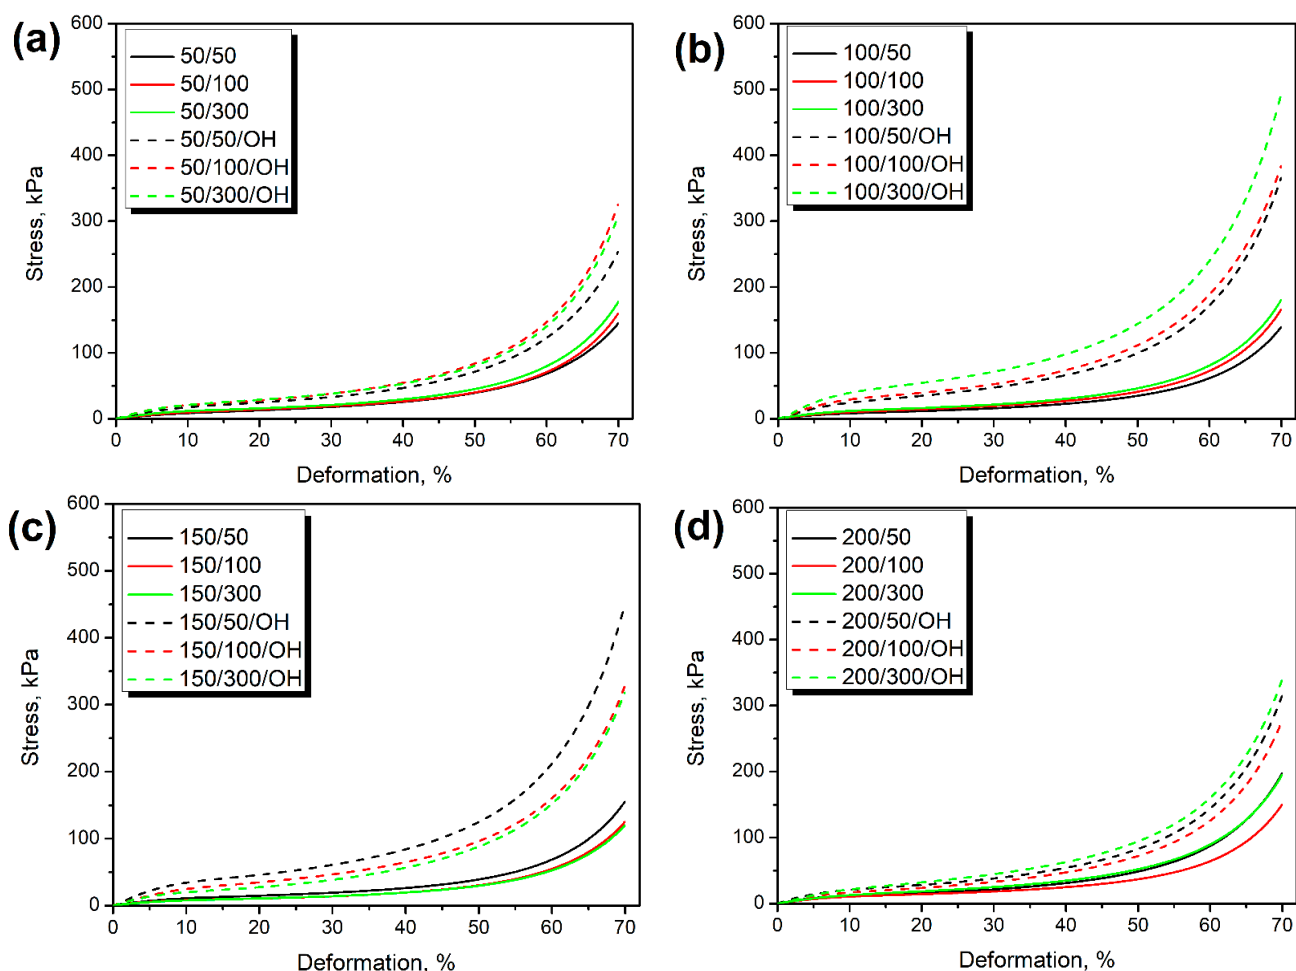 (a)
50/50
50/100
50/300
50/50/OH
50/100/OH
50/300/OH
600
500
400
300
200
100
0
Stress, kPa
0 10 20 30 40 50 60 70
Deformation, %
(b)
100/50
100/100
100/300
100/50/OH
100/100/OH
100/300/OH
600
500
400
300
200
100
0
Stress, kPa
0 10 20 30 40 50 60 70
Deformation, %
(c)
150/50
150/100
150/300
150/50/OH
150/100/OH
150/300/OH
600
500
400
300
200
100
0
Stress, kPa
0 10 20 30 40 50 60 70
Deformation, %
(d)
200/50
200/100
200/300
200/50/OH
200/100/OH
200/300/OH
600
500
400
300
200
100
0
Stress, kPa
0 10 20 30 40 50 60 70
Deformation, %